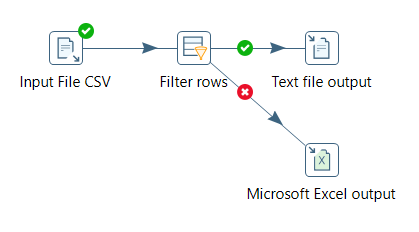 Input File CSV
Filter rows
Text file output
X
Microsoft Excel output